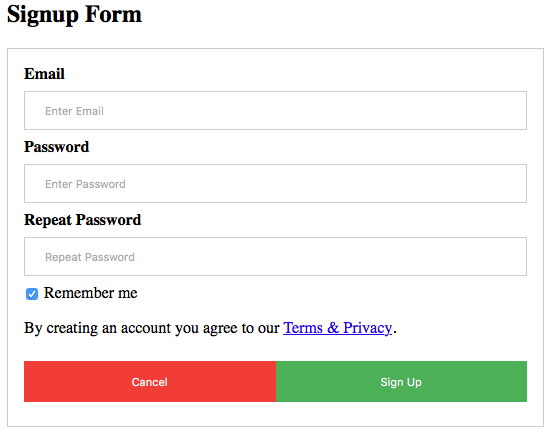 Signup Form
Email
Enter Email
Password
Enter Password
Repeat Password
Repeat Password
Remember me
By creating an account you agree to our Terms & Privacy.
Cancel Sign Up